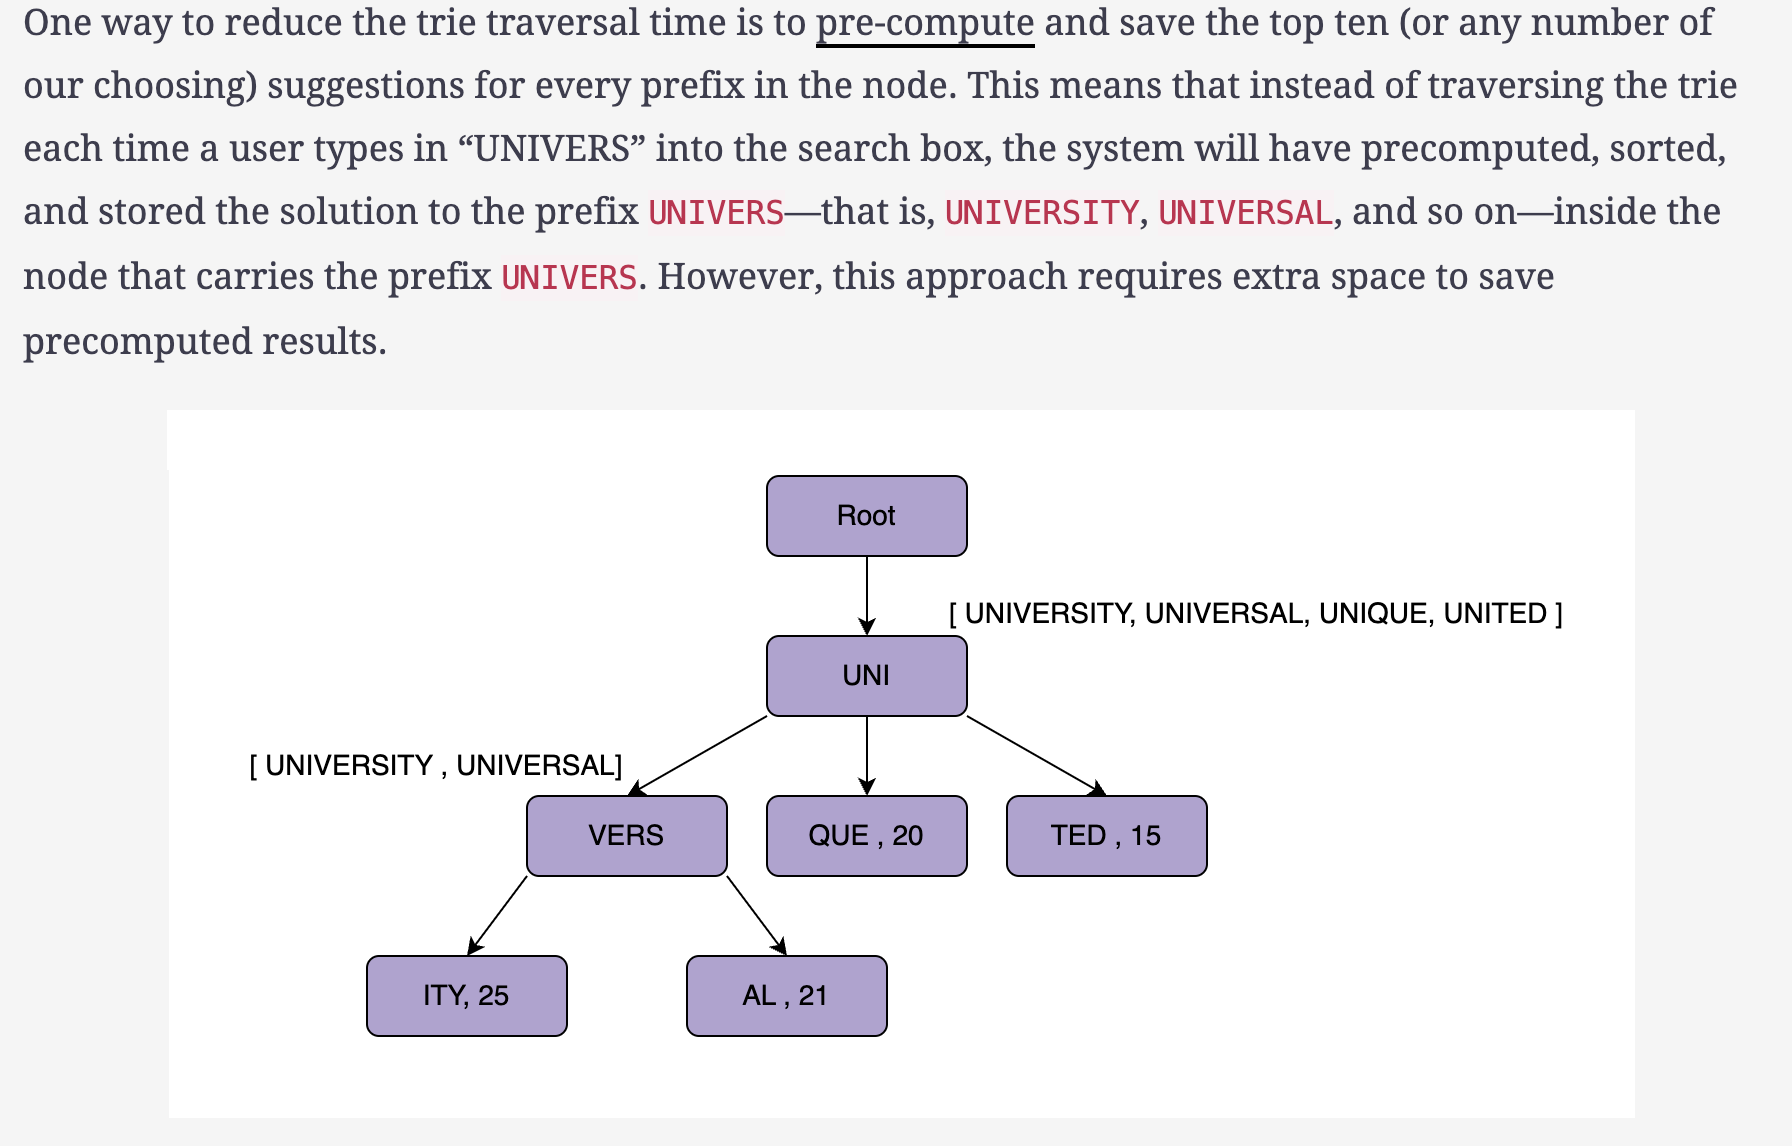 One way to reduce the trie traversal time is to pre-compute and save the top ten (or any number of
our choosing) suggestions for every prefix in the node. This means that instead of traversing the trie
each time a user types in “UNIVERS” into the search box, the system will have precomputed, sorted,
and stored the solution to the prefix UNIVERS—that is, UNIVERSITY, UNIVERSAL, and so on—inside the
node that carries the prefix UNIVERS. However, this approach requires extra space to save
precomputed results.
Root
[ UNIVERSITY, UNIVERSAL, UNIQUE, UNITED ]
UNI
[ UNIVERSITY , UNIVERSAL]
VERS
QUE , 20
TED , 15
ITY, 25
AL , 21